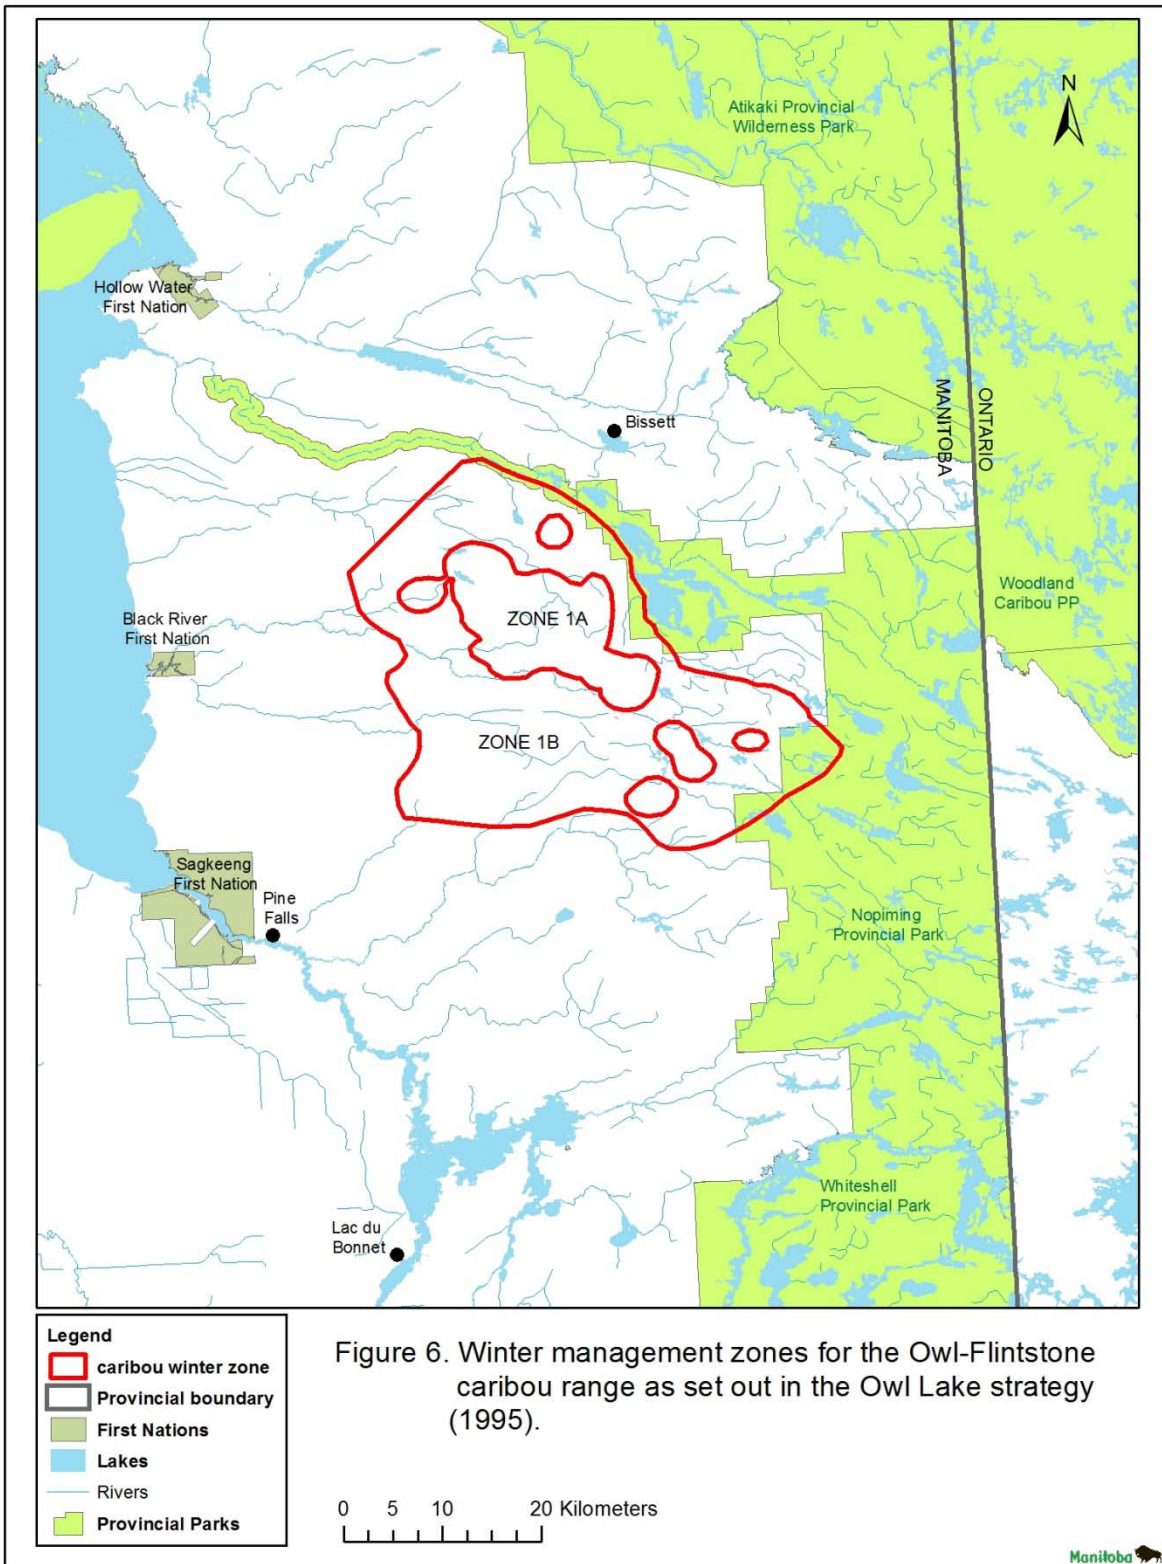 Atikaki Provincial
Wilderness Park
N
Hollow Water
First Nation
MANITOBA
ONTARIO
Bissett
Woodland
Caribou PP
Black River
First Nation
ZONE 1A
ZONE 1B
Sagkeeng
First Nation
Pine
Falls
Nopiming
Provincial Park
Whiteshell
Provincial Park
Lac du
Bonnet
Legend
caribou winter zone
Provincial boundary
First Nations
Lakes
Rivers
Provincial Parks
Figure 6. Winter management zones for the Owl-Flintstone
caribou range as set out in the Owl Lake strategy
(1995).
0 5 10 20 Kilometers
Manitoba